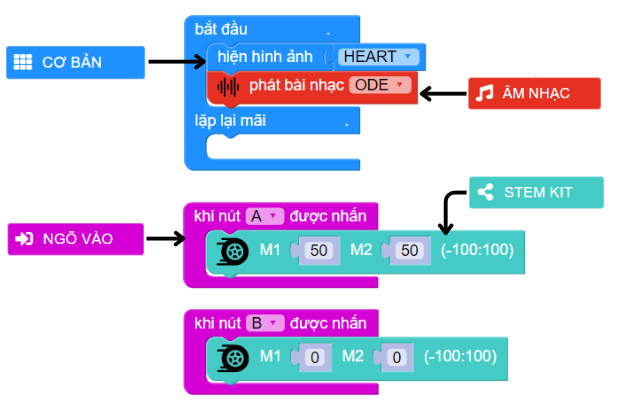 bắt đầu .
CƠ BẢN
hiện hình ảnh HEART
phát bài nhạc ODE
ÂM NHẠC
lặp lại mãi .
STEM KIT
khi nút A được nhấn
NGÕ VÀO
M1 50 M2 50 (-100:100)
khi nút B được nhấn
M1 0 M2 0 (-100:100)